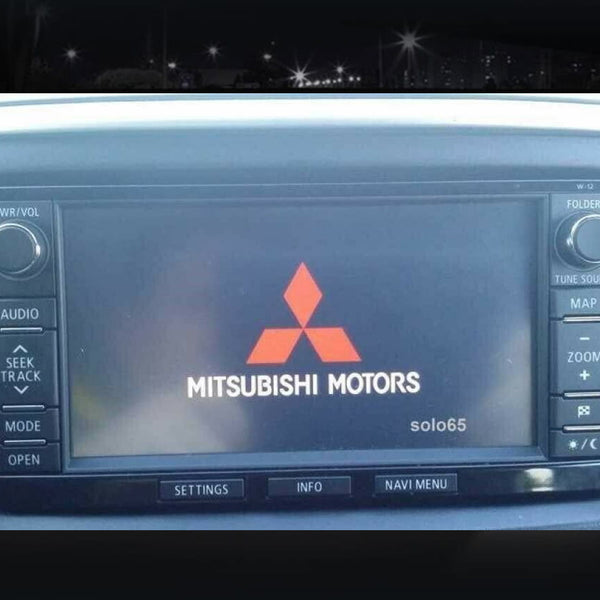 W-12
WR/VOL
FOLDER
TUNE SOU
AUDIO
MAP
SEEK
TRACK
ZOOM
MITSUBISHI MOTORS
MODE
solo65
OPEN
SETTINGS
INFO
NAVI MENU